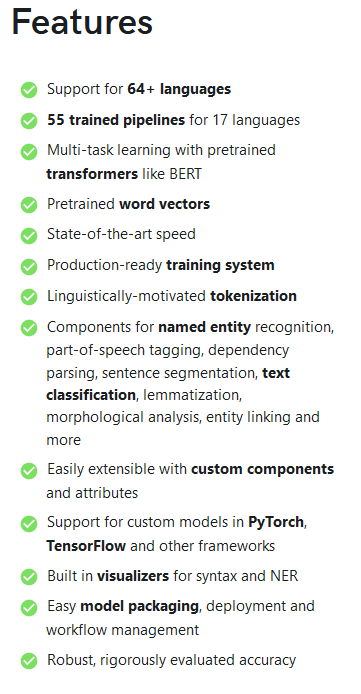 Features
Support for 64+ languages
55 trained pipelines for 17 languages
Multi-task learning with pretrained
transformers like BERT
Pretrained word vectors
State-of-the-art speed
Production-ready training system
Linguistically-motivated tokenization
Components for named entity recognition,
part-of-speech tagging, dependency
parsing, sentence segmentation, text
classification, lemmatization,
morphological analysis, entity linking and
more
Easily extensible with custom components
and attributes
Support for custom models in PyTorch,
TensorFlow and other frameworks
Built in visualizers for syntax and NER
Easy model packaging, deployment and
workflow management
Robust, rigorously evaluated accuracy